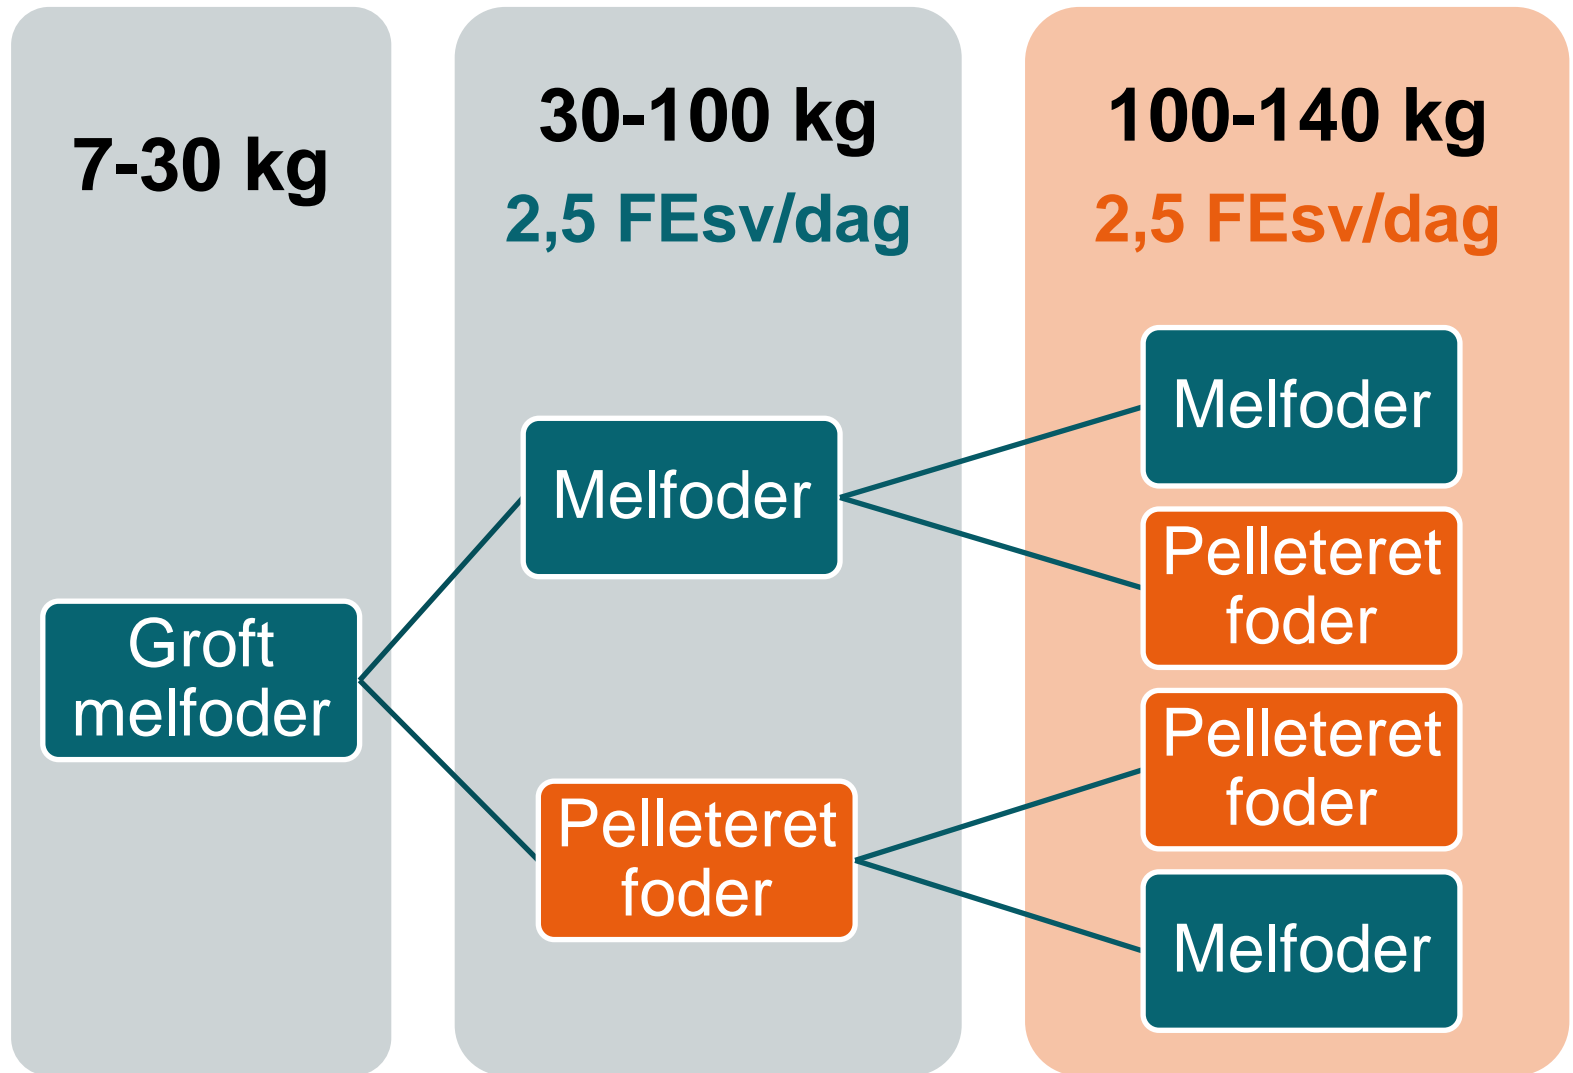 7-30 kg
30-100 kg
2,5 FEsv/dag
100-140 kg
2,5 FEsv/dag
Groft
melfoder
Melfoder
Pelleteret
foder
Melfoder
Pelleteret
foder
Pelleteret
foder
Melfoder